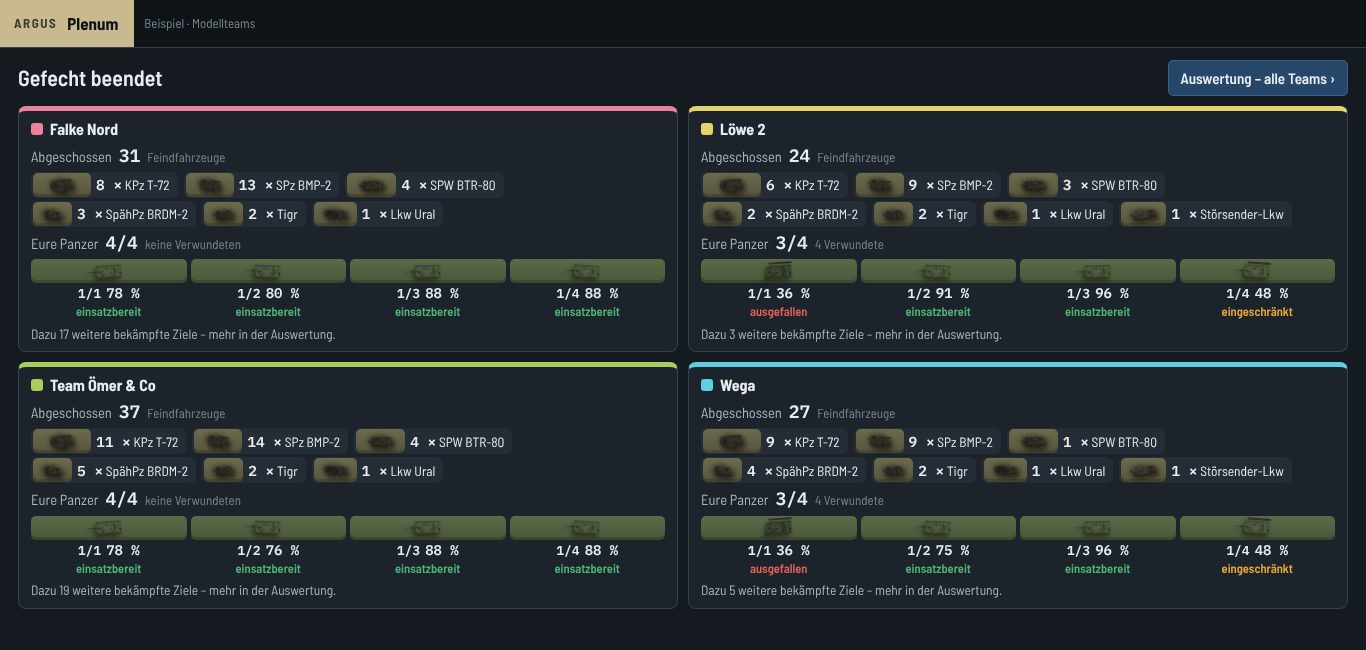 ARGUS Plenum Beispiel · Modellteams
Gefecht beendet
Auswertung – alle Teams ›
Falke Nord
Abgeschossen 31 Feindfahrzeuge
8 × KPz T-72 13 × SPz BMP-2 4 × SPW BTR-80
3 × SpähPz BRDM-2 2 × Tigr 1 × Lkw Ural
Eure Panzer 4/4 keine Verwundeten
1/1 78 % 1/2 80 % 1/3 88 % 1/4 88 %
einsatzbereit einsatzbereit einsatzbereit einsatzbereit
Dazu 17 weitere bekämpfte Ziele – mehr in der Auswertung.
Löwe 2
Abgeschossen 24 Feindfahrzeuge
6 × KPz T-72 9 × SPz BMP-2 3 × SPW BTR-80
2 × SpähPz BRDM-2 2 × Tigr 1 × Lkw Ural 1 × Störsender-Lkw
Eure Panzer 3/4 4 Verwundete
1/1 36 % 1/2 91 % 1/3 96 % 1/4 48 %
ausgefallen einsatzbereit einsatzbereit eingeschränkt
Dazu 3 weitere bekämpfte Ziele – mehr in der Auswertung.
Team Ömer & Co
Abgeschossen 37 Feindfahrzeuge
11 × KPz T-72 14 × SPz BMP-2 4 × SPW BTR-80
5 × SpähPz BRDM-2 2 × Tigr 1 × Lkw Ural
Eure Panzer 4/4 keine Verwundeten
1/1 78 % 1/2 76 % 1/3 88 % 1/4 88 %
einsatzbereit einsatzbereit einsatzbereit einsatzbereit
Dazu 19 weitere bekämpfte Ziele – mehr in der Auswertung.
Wega
Abgeschossen 27 Feindfahrzeuge
9 × KPz T-72 9 × SPz BMP-2 1 × SPW BTR-80
4 × SpähPz BRDM-2 2 × Tigr 1 × Lkw Ural 1 × Störsender-Lkw
Eure Panzer 3/4 4 Verwundete
1/1 36 % 1/2 75 % 1/3 96 % 1/4 48 %
ausgefallen einsatzbereit einsatzbereit eingeschränkt
Dazu 5 weitere bekämpfte Ziele – mehr in der Auswertung.